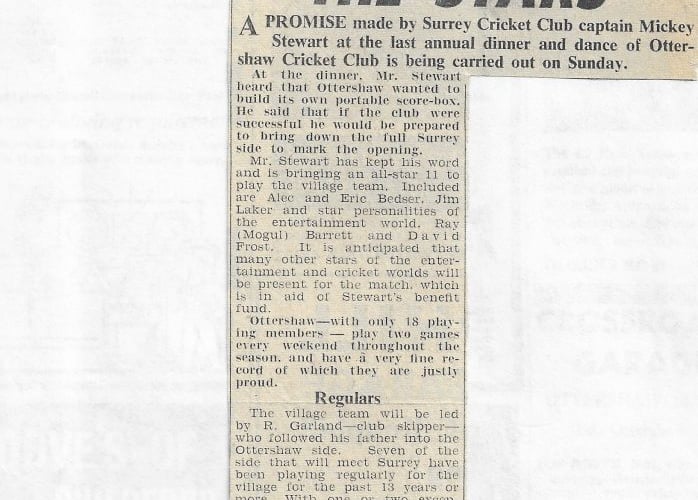 THE STARS
A PROMISE made by Surrey Cricket Club captain Mickey
Stewart at the last annual dinner and dance of Otter-
shaw Cricket Club is being carried out on Sunday.
At the dinner, Mr. Stewart
heard that Ottershaw wanted to
build its own portable score-box.
He said that if the club were
successful he would be prepared
to bring down the full Surrey
side to mark the opening.
Mr. Stewart has kept his word
and is bringing an all-star 11 to
play the village team. Included
are Alec and Eric Bedser, Jim
Laker and star personalities of
the entertainment world, Ray
(Mogul) Barrett and David
Frost. It is anticipated that
many other stars of the enter-
tainment and cricket worlds will
be present for the match, which
is in aid of Stewart's benefit
fund.
Ottershaw—with only 18 play-
ing members — play two games
every weekend throughout the
season, and have a very fine re-
cord of which they are justly
proud.
Regulars
The village team will be led
by R. Garland—club skipper—
who followed his father into the
Ottershaw side. Seven of the
side that will meet Surrey have
been playing regularly for the
village for the past 13 years or
more. With one or two excep-